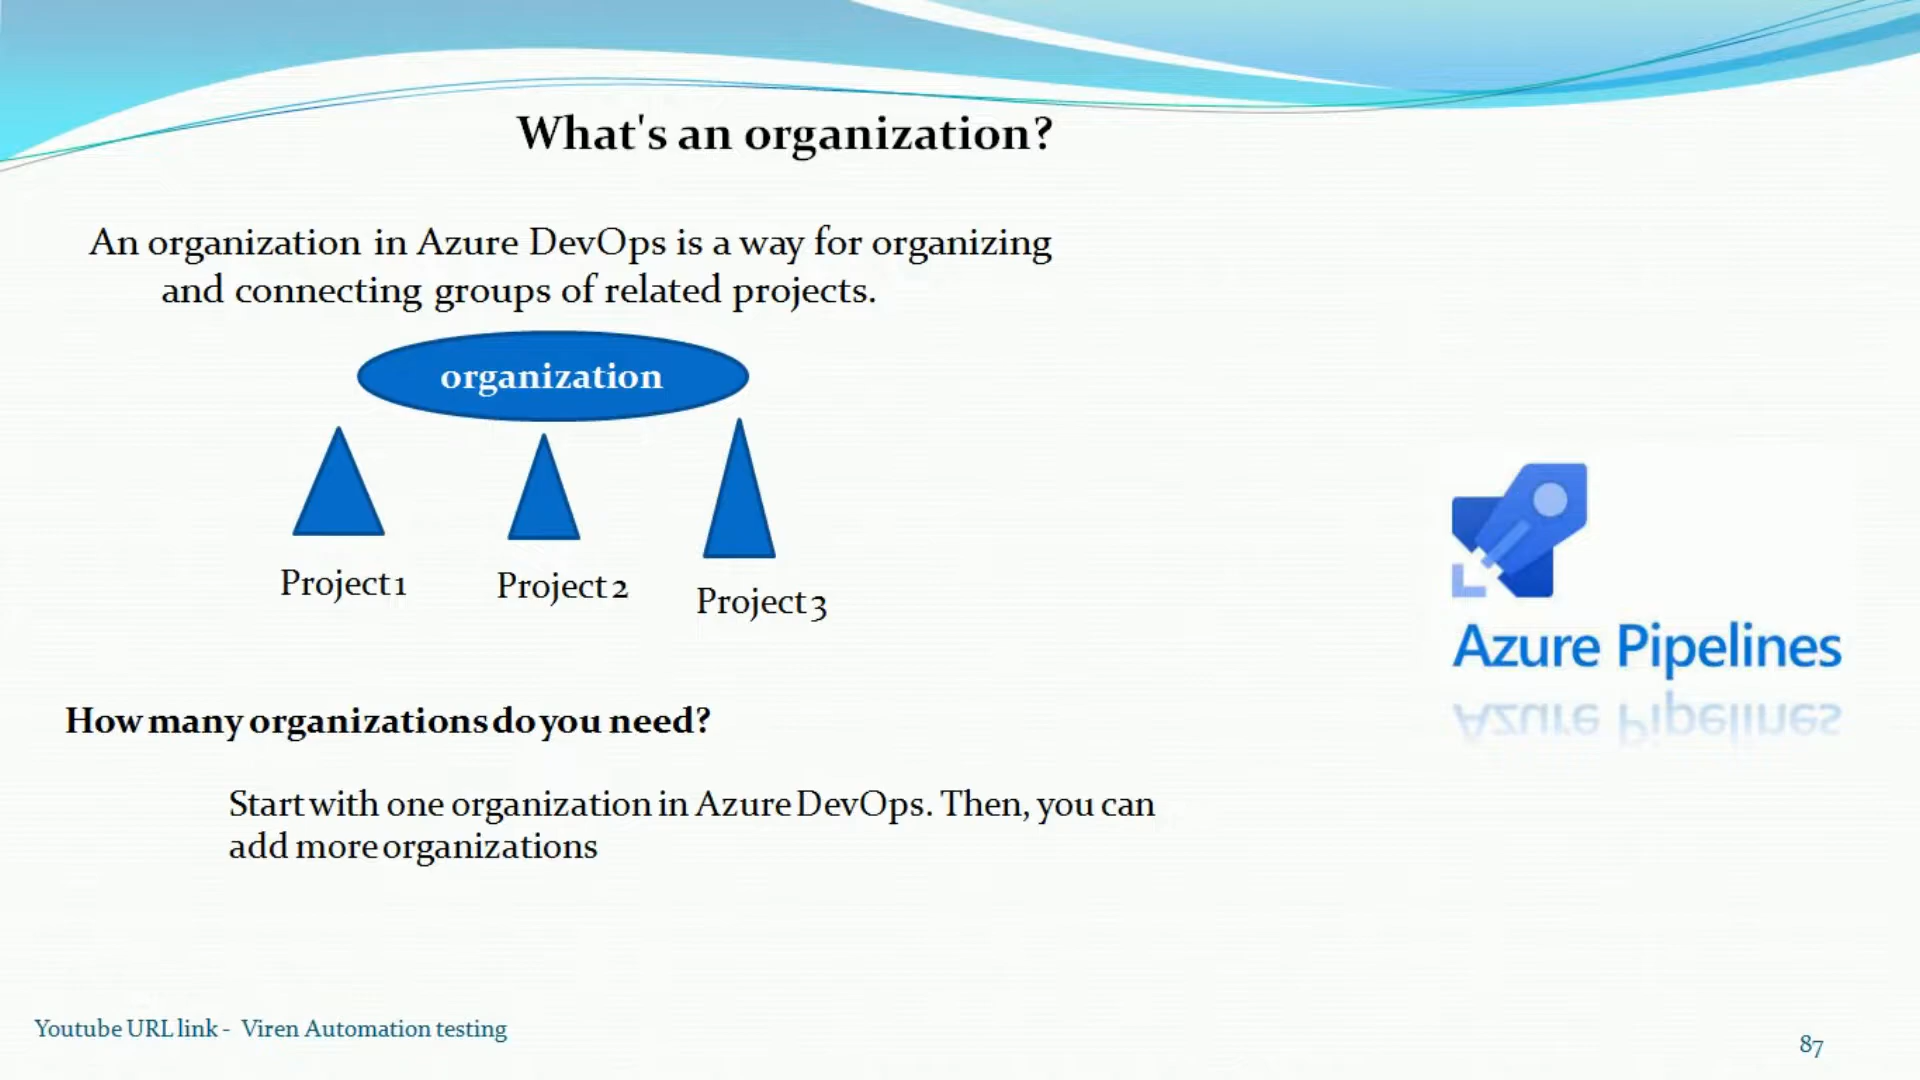 What's an organization?
An organization in Azure DevOps is a way for organizing
and connecting groups of related projects.
organization
Project 1
Project 2
Project 3
Azure Pipelines
How many organizations do you need?
Start with one organization in Azure DevOps. Then, you can
add more organizations
Youtube URL link - Viren Automation testing
87